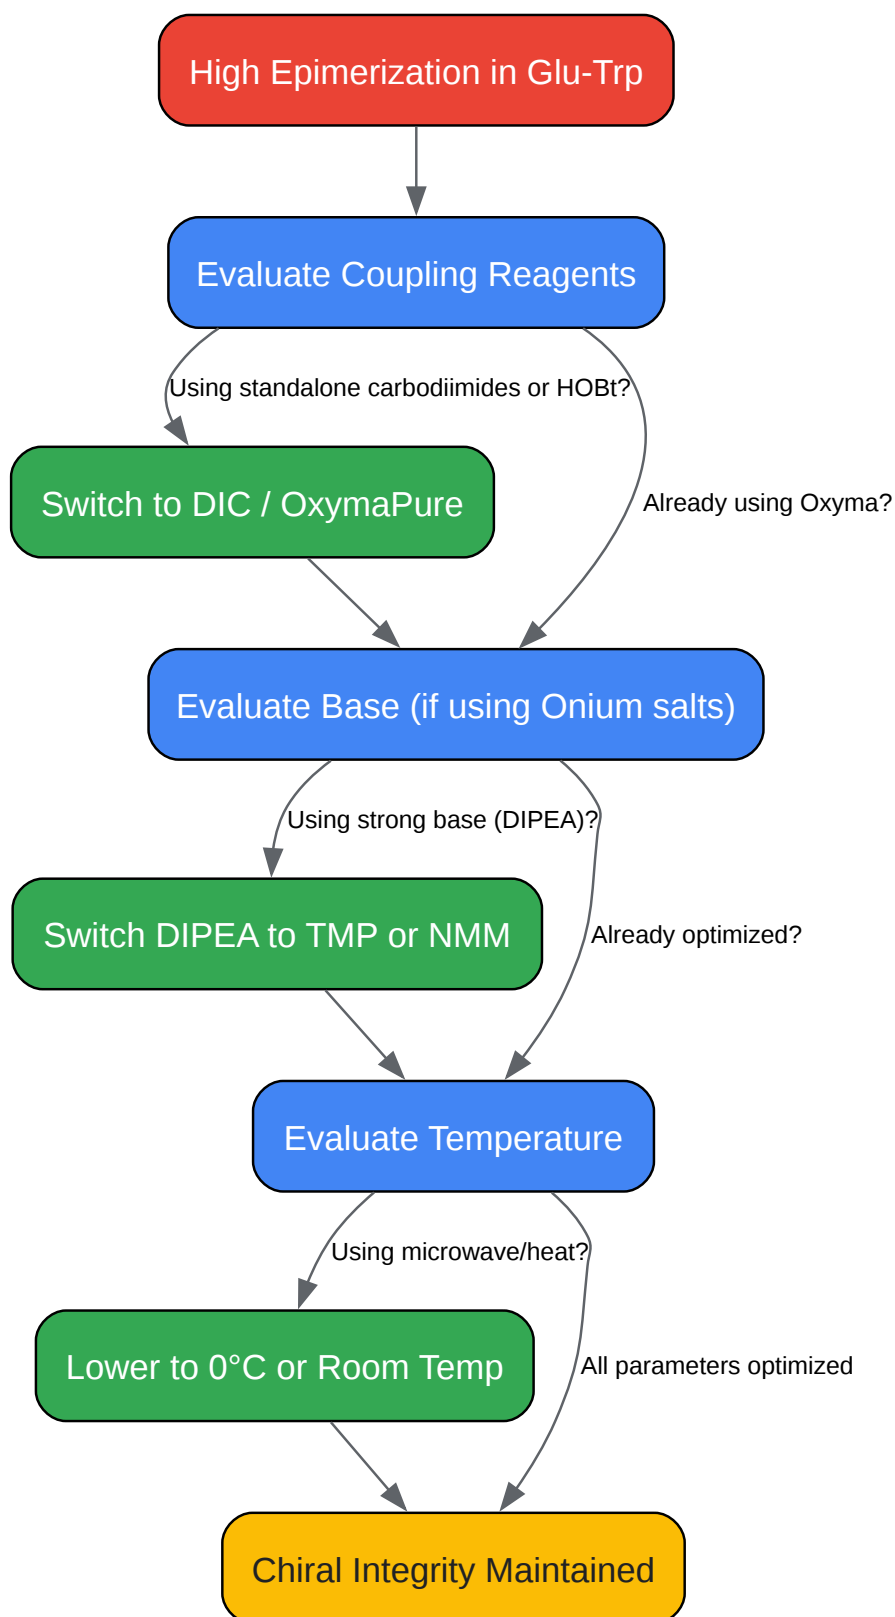 High Epimerization in Glu-Trp
Evaluate Coupling Reagents
Using standalone carbodiimides or HOBt?
Switch to DIC / OxymaPure
Already using Oxyma?
Evaluate Base (if using Onium salts)
Using strong base (DIPEA)?
Switch DIPEA to TMP or NMM
Already optimized?
Evaluate Temperature
Using microwave/heat?
Lower to 0°C or Room Temp
All parameters optimized
Chiral Integrity Maintained